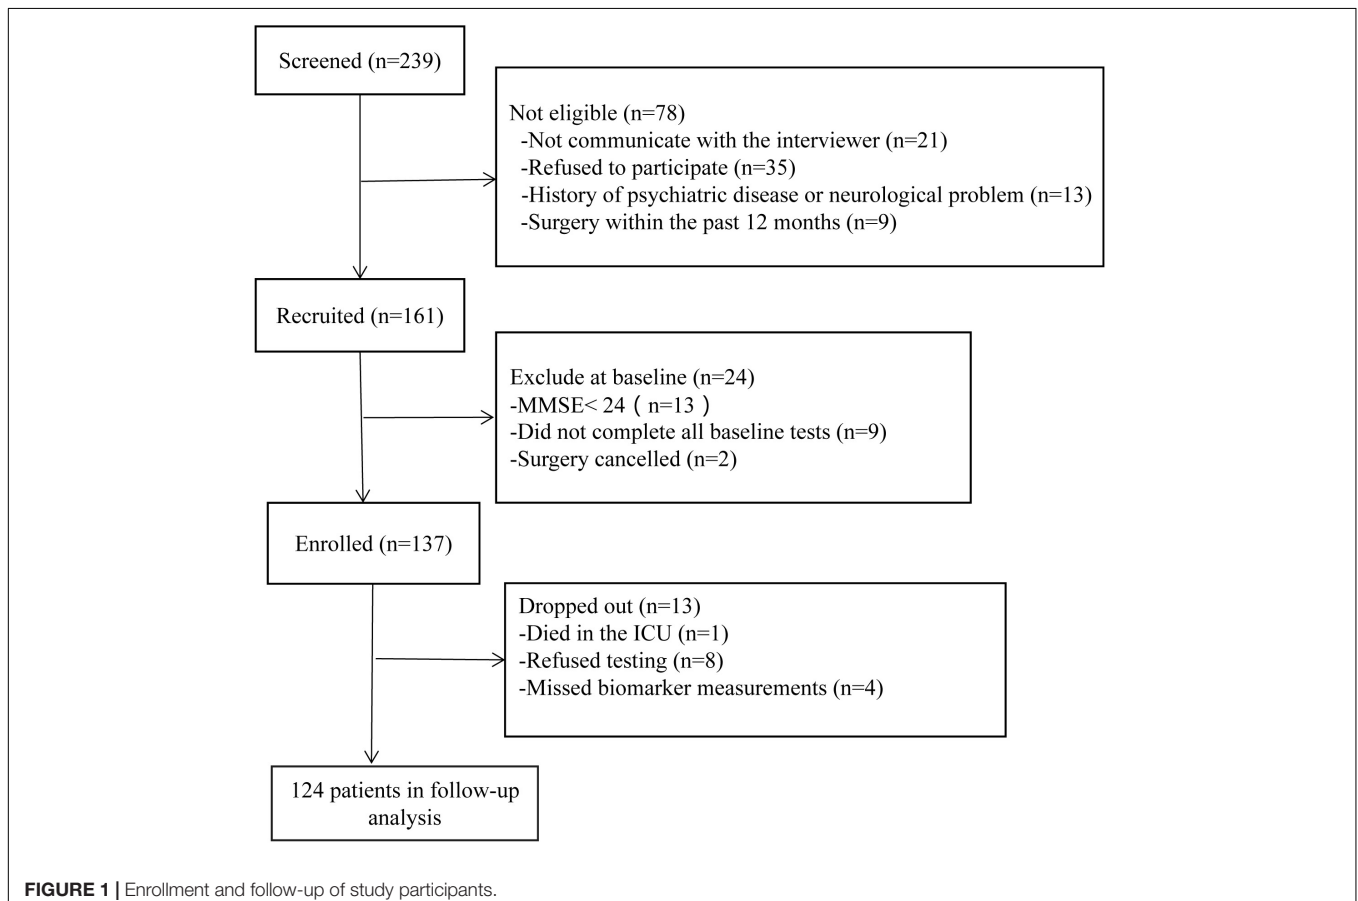 Screened (n=239)
Not eligible (n=78)
-Not communicate with the interviewer (n=21)
-Refused to participate (n=35)
-History of psychiatric disease or neurological problem (n=13)
-Surgery within the past 12 months (n=9)
Recruited (n=161)
Exclude at baseline (n=24)
-MMSE< 24 ( n=13 )
-Did not complete all baseline tests (n=9)
-Surgery cancelled (n=2)
Enrolled (n=137)
Dropped out (n=13)
-Died in the ICU (n=1)
-Refused testing (n=8)
-Missed biomarker measurements (n=4)
124 patients in follow-up
analysis
FIGURE 1 | Enrollment and follow-up of study participants.